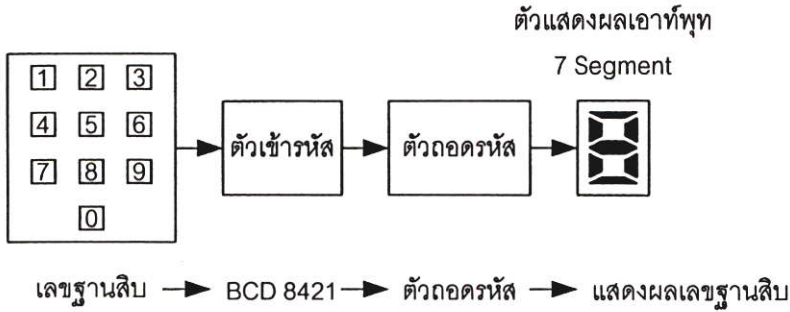 ตัวแสดงผลเอาท์พุท
7 Segment
1 2 3
4 5 6
7 8 9
0
ตัวเข้ารหัส
ตัวถอดรหัส
เลขฐานสิบ
BCD 8421
ตัวถอดรหัส
แสดงผลเลขฐานสิบ